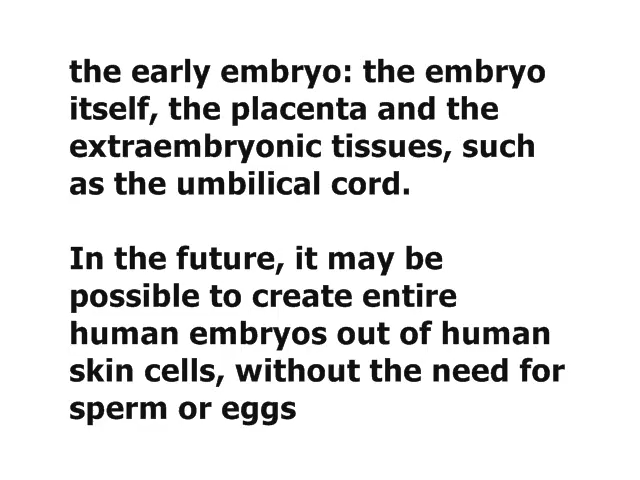 the early embryo: the embryo
itself, the placenta and the
extraembryonic tissues, such
as the umbilical cord.
In the future, it may be
possible to create entire
human embryos out of human
skin cells, without the need for
sperm or eggs